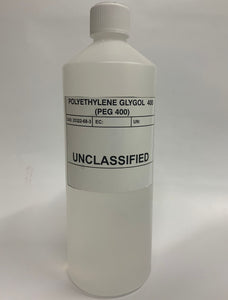 POLYETHYLENE GLYGOL 400
(PEG 400)
CAS: 25322-68-3 EC: UN:
UNCLASSIFIED